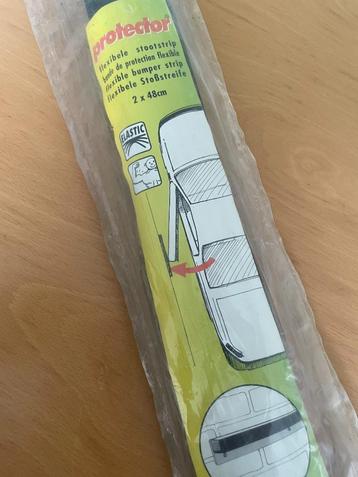 protector
flexibele stootstrip
bande de protection flexible
flexible bumper strip
flexibele Stoßstreife
2 x 48cm
ELASTIC